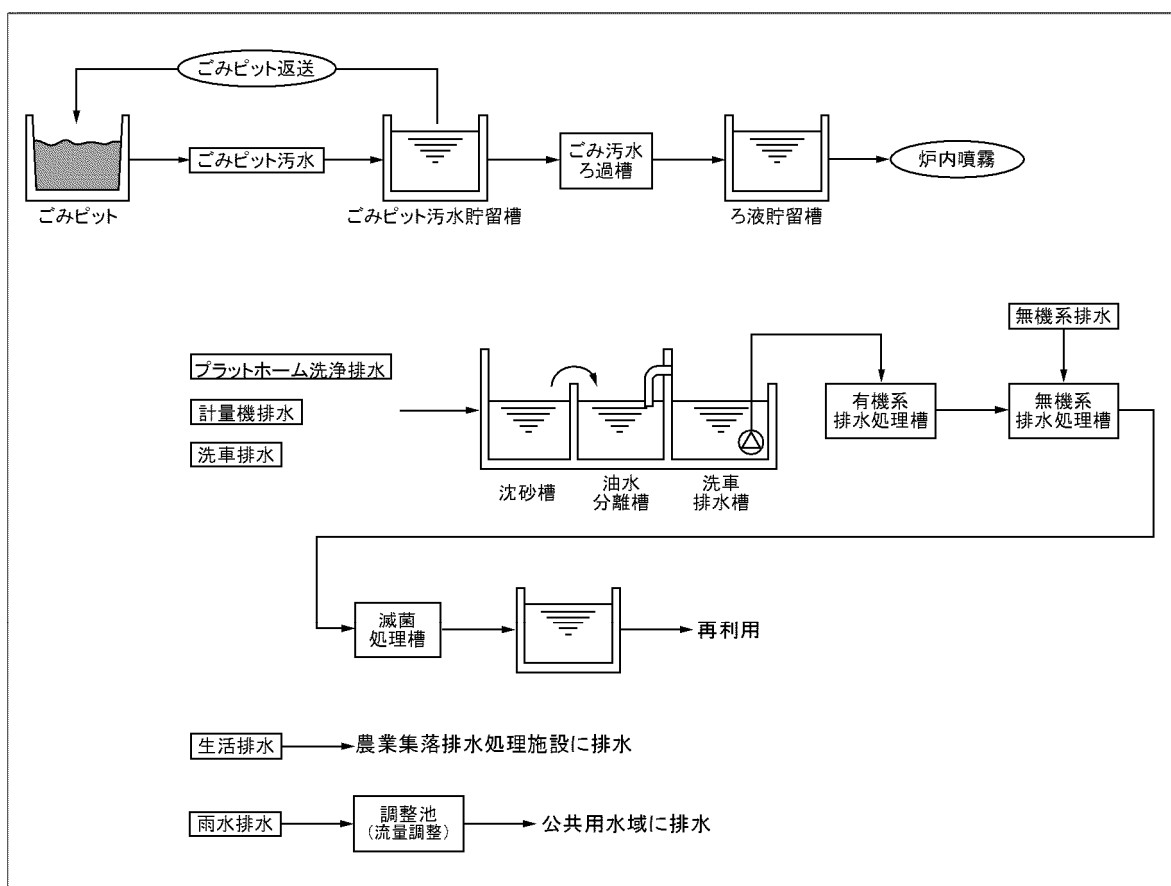 ごみピット返送
ごみピット汚水
ごみ汚水
ろ過槽
炉内噴霧
ごみピット
ごみピット汚水貯留槽
ろ液貯留槽
無機系排水
プラットホーム洗浄排水
計量機排水
洗車排水
有機系
排水処理槽
無機系
排水処理槽
沈砂槽
油水
分離槽
洗車
排水槽
滅菌
処理槽
再利用
生活排水
農業集落排水処理施設に排水
雨水排水
調整池
(流量調整)
公共用水域に排水